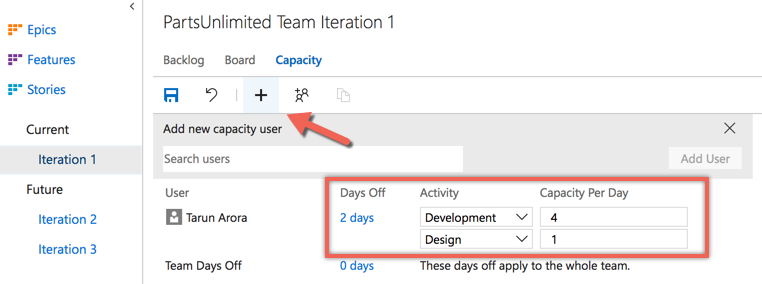 PartsUnlimited Team Iteration 1
Epics
Features
Stories
Current
Iteration 1
Future
Iteration 2
Iteration 3
Backlog Board Capacity
Add new capacity user
Search users Add User
User Days Off Activity Capacity Per Day
Tarun Arora 2 days Development 4
Design 1
Team Days Off 0 days These days off apply to the whole team.